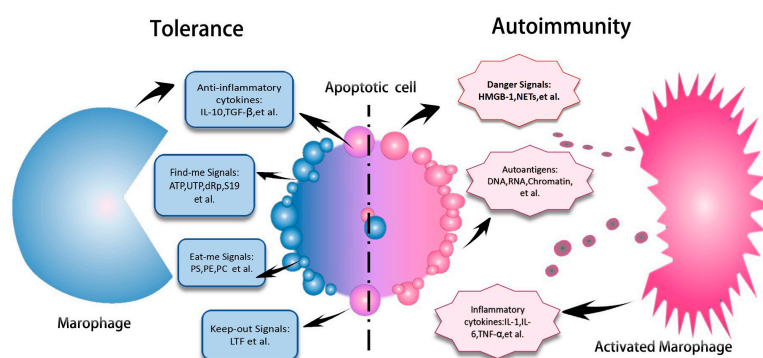 Tolerance
Autoimmunity
Anti-inflammatory
cytokines:
IL-10,TGF-β,et al.
Apoptotic cell
Danger Signals:
HMGB-1,NETs,et al.
Find-me Signals:
ATP,UTP,dRp,S19
et al.
Autoantigens:
DNA,RNA,Chromatin,
et al.
Eat-me Signals:
PS,PE,PC et al.
Keep-out Signals:
LTF et al.
Inflammatory
cytokines:IL-1,IL-
6,TNF-α,et al.
Marophage
Activated Marophage